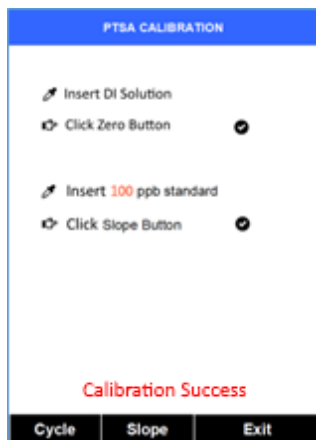 PTSA CALIBRATION
Insert DI Solution
Click Zero Button
Insert 100 ppb standard
Click Slope Button
Calibration Success
Cycle Slope Exit